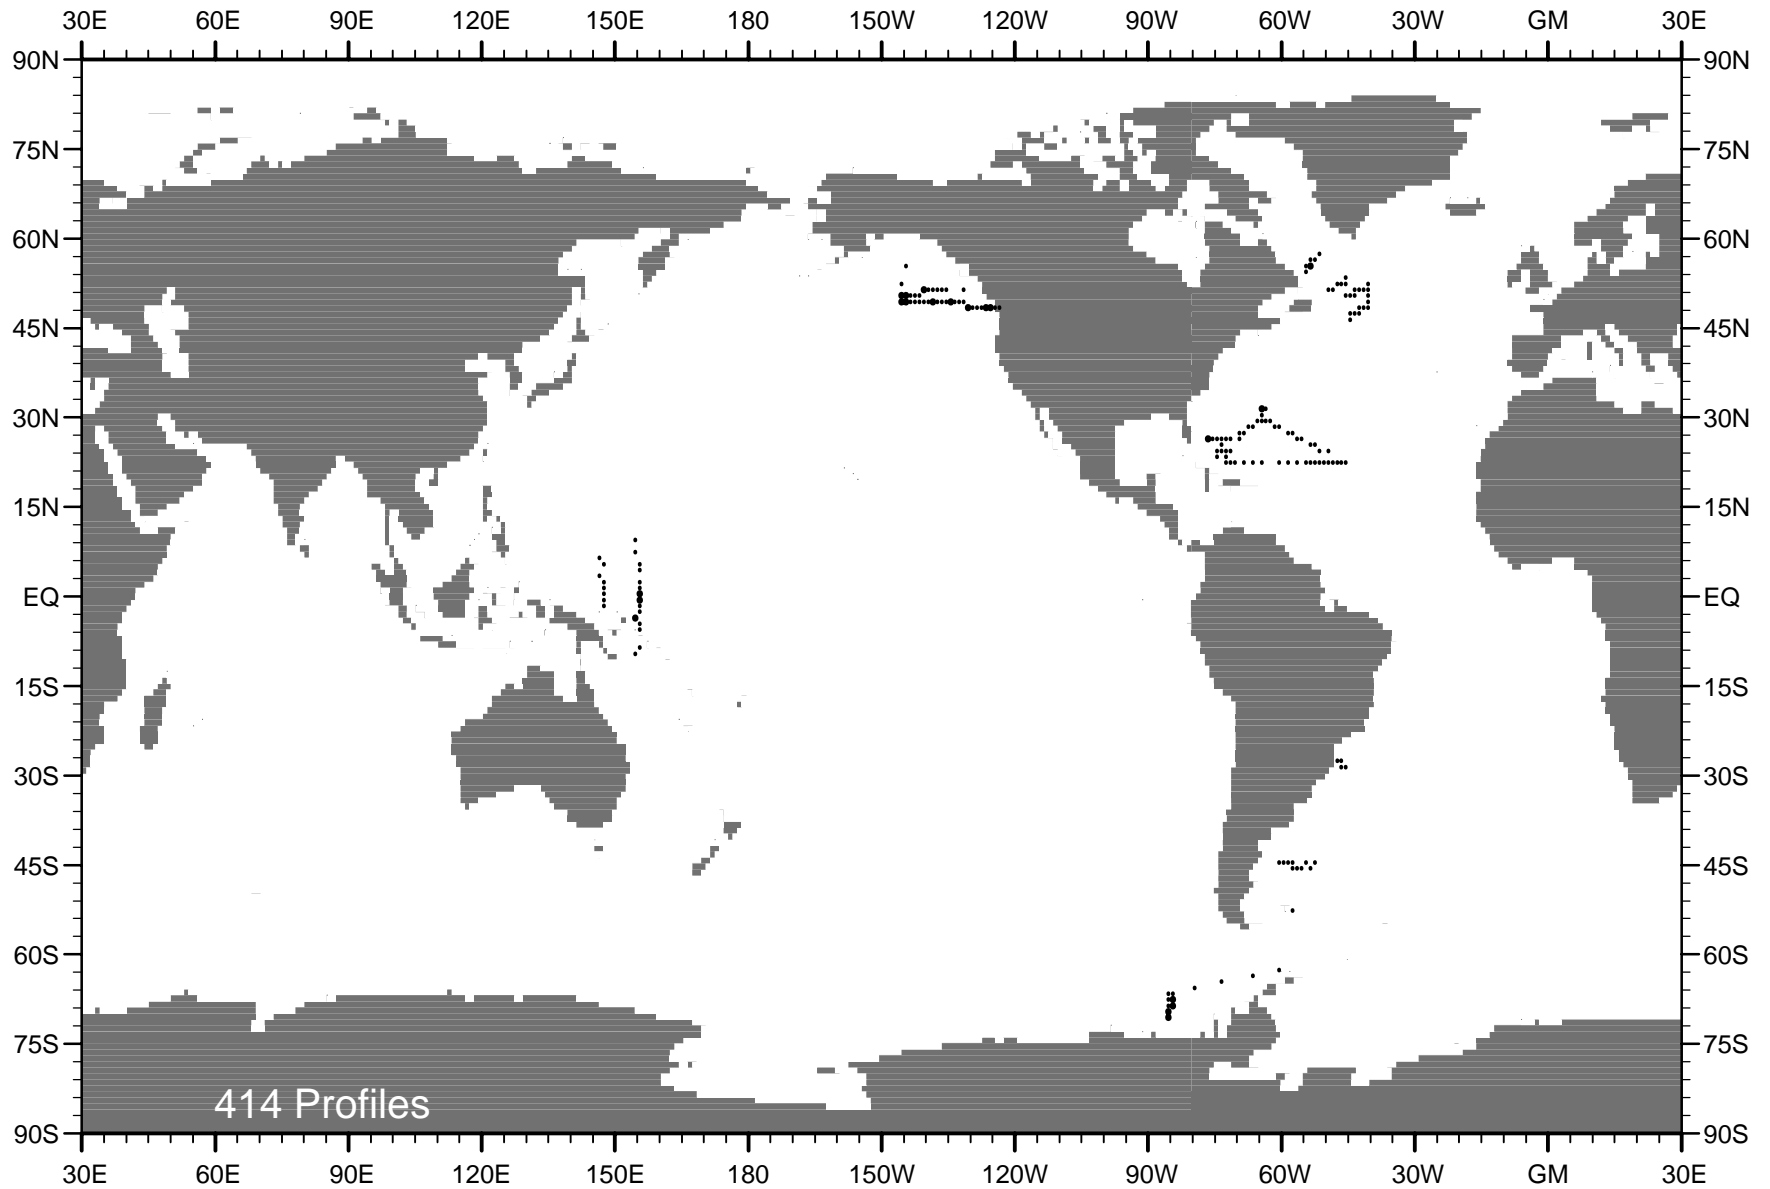 30E 60E 90E 120E 150E 180 150W 120W 90W 60W 30W GM 30E
90N 90N
75N 75N
60N 60N
45N 45N
30N 30N
15N 15N
EQ EQ
15S 15S
30S 30S
45S 45S
60S 60S
75S 75S
414 Profiles
90S 90S
30E 60E 90E 120E 150E 180 150W 120W 90W 60W 30W GM 30E